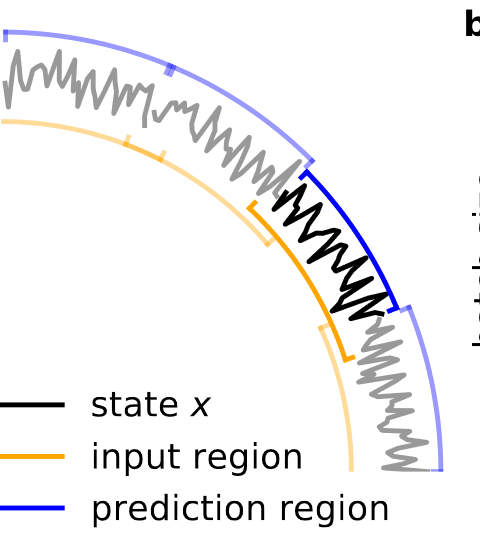 b
state x
input region
prediction region